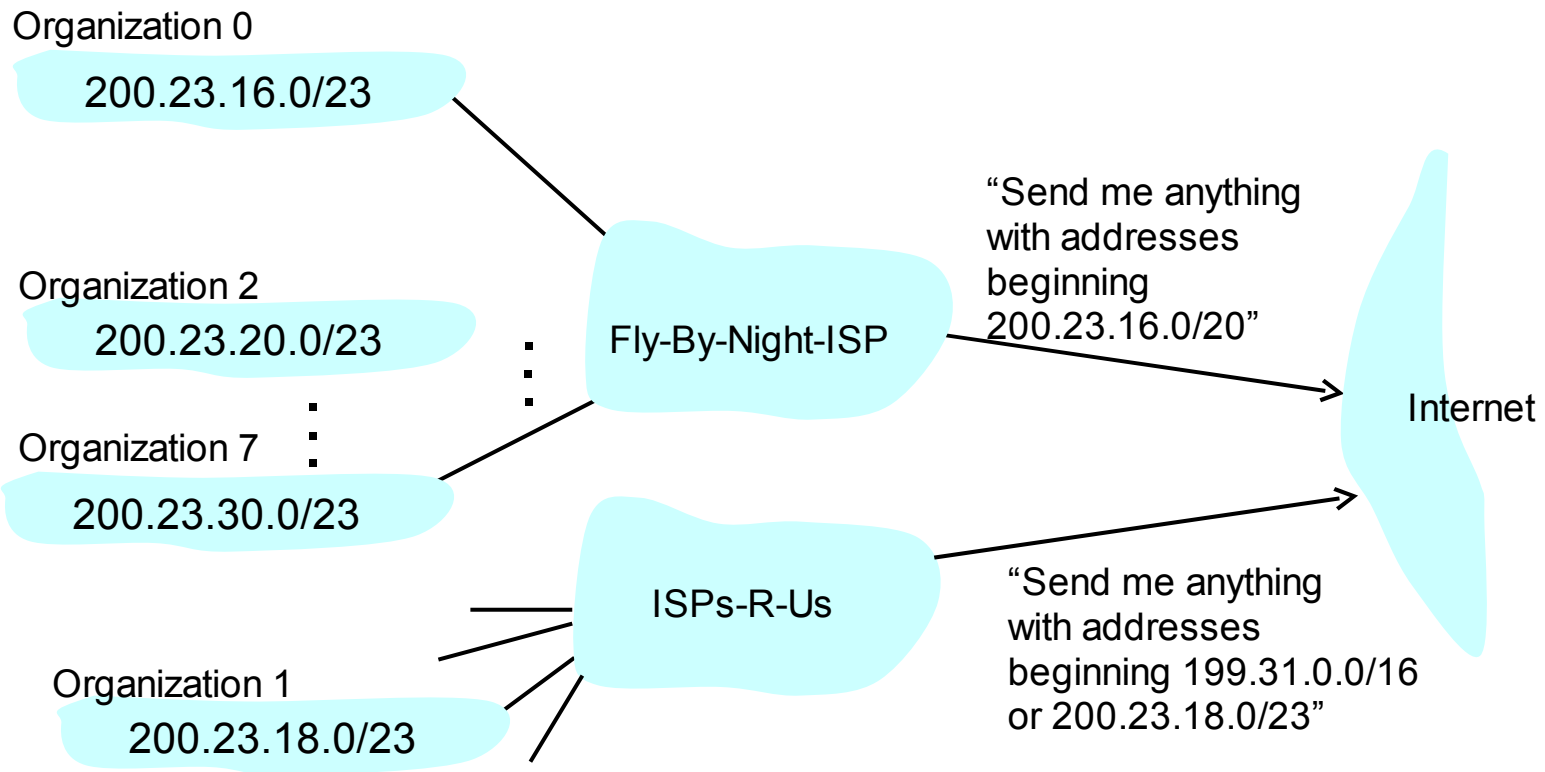 Organization 0
200.23.16.0/23
Organization 2
200.23.20.0/23
Organization 7
200.23.30.0/23
Fly-By-Night-ISP
“Send me anything
with addresses
beginning
200.23.16.0/20”
Internet
ISPs-R-Us
Organization 1
200.23.18.0/23
“Send me anything
with addresses
beginning 199.31.0.0/16
or 200.23.18.0/23”